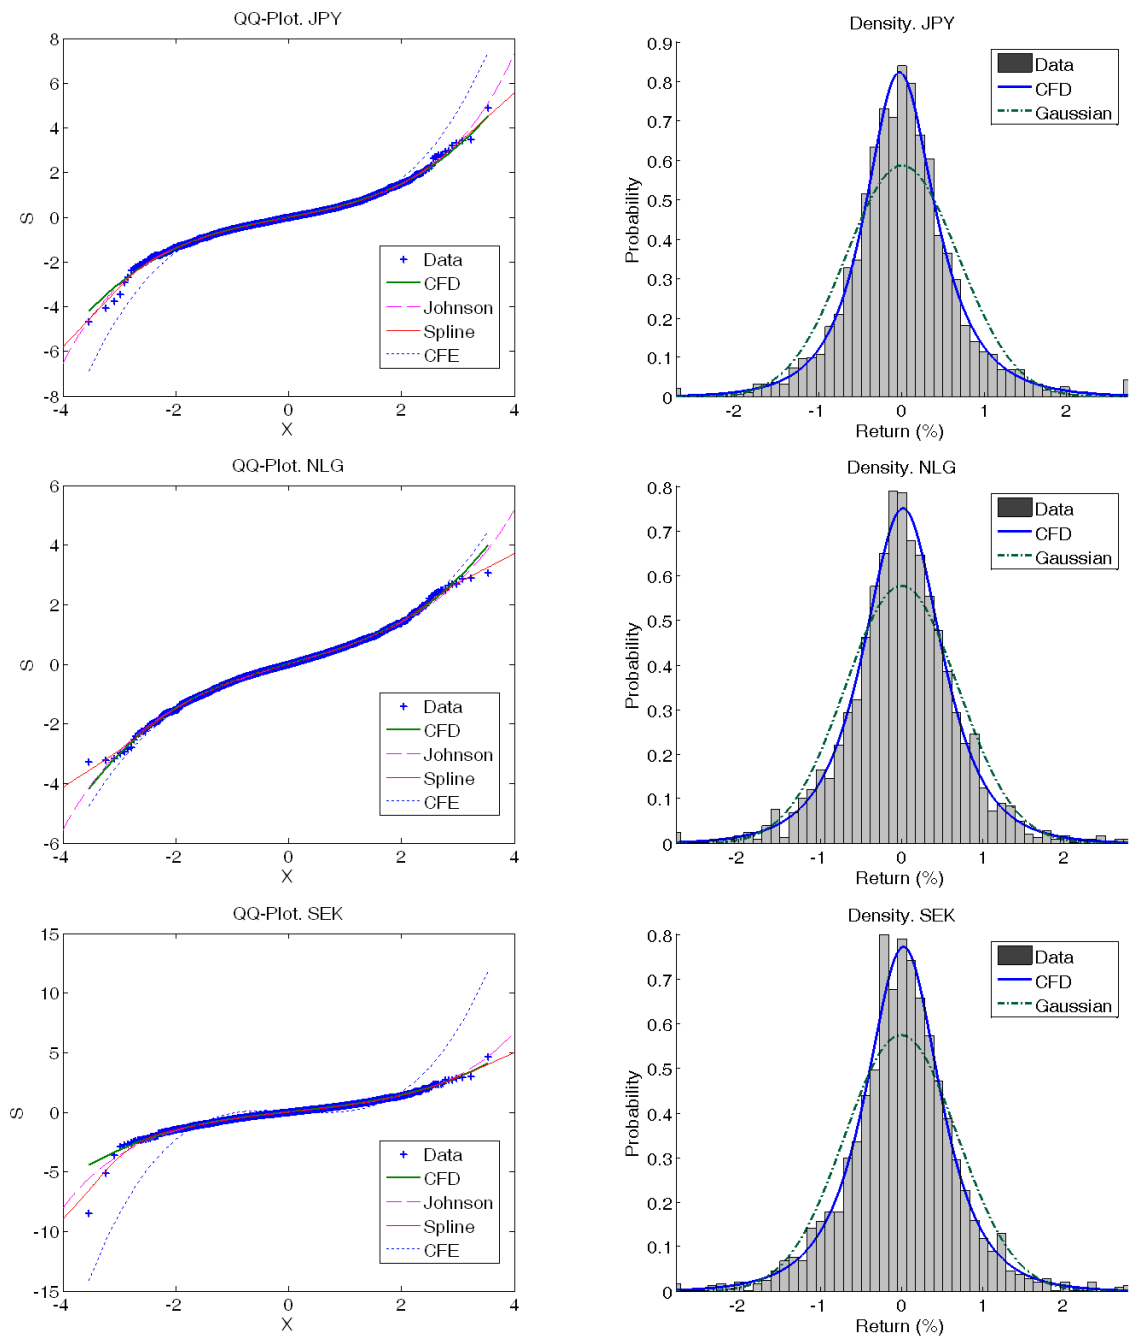 QQ-Plot. JPY
8
6
4
2
0
-2
-4
-6
-8
S
-4
-2
0
2
4
X
Data
CFD
Johnson
Spline
CFE
Density. JPY
0.9
0.8
0.7
0.6
0.5
0.4
0.3
0.2
0.1
0
Probability
-2
-1
0
1
2
Return (%)
Data
CFD
Gaussian
QQ-Plot. NLG
6
4
2
0
-2
-4
-6
S
-4
-2
0
2
4
X
Data
CFD
Johnson
Spline
CFE
Density. NLG
0.8
0.7
0.6
0.5
0.4
0.3
0.2
0.1
0
Probability
-2
-1
0
1
2
Return (%)
Data
CFD
Gaussian
QQ-Plot. SEK
15
10
5
0
-5
-10
-15
S
-4
-2
0
2
4
X
Data
CFD
Johnson
Spline
CFE
Density. SEK
0.8
0.7
0.6
0.5
0.4
0.3
0.2
0.1
0
Probability
-2
-1
0
1
2
Return (%)
Data
CFD
Gaussian